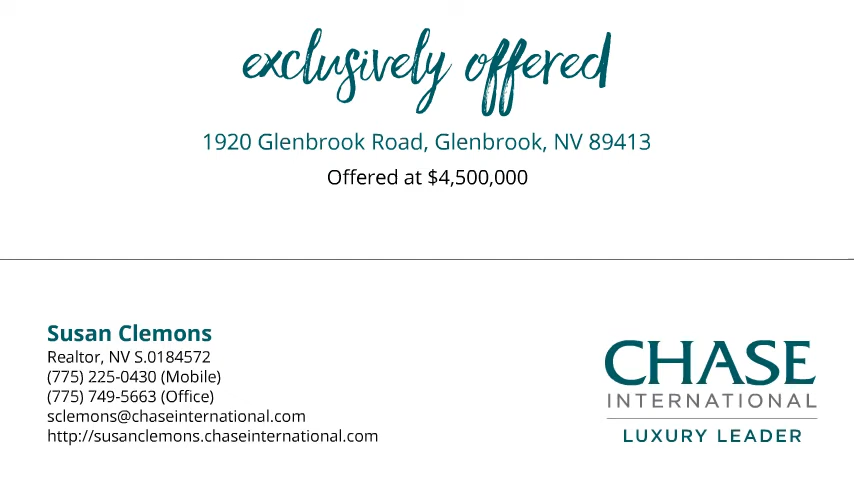 exclusively offered
1920 Glenbrook Road, Glenbrook, NV 89413
Offered at $4,500,000
Susan Clemons
Realtor, NV S.0184572
(775) 225-0430 (Mobile)
(775) 749-5663 (Office)
sclemons@chaseinternational.com
http://susanclemons.chaseinternational.com
CHASE
INTERNATIONAL
LUXURY LEADER